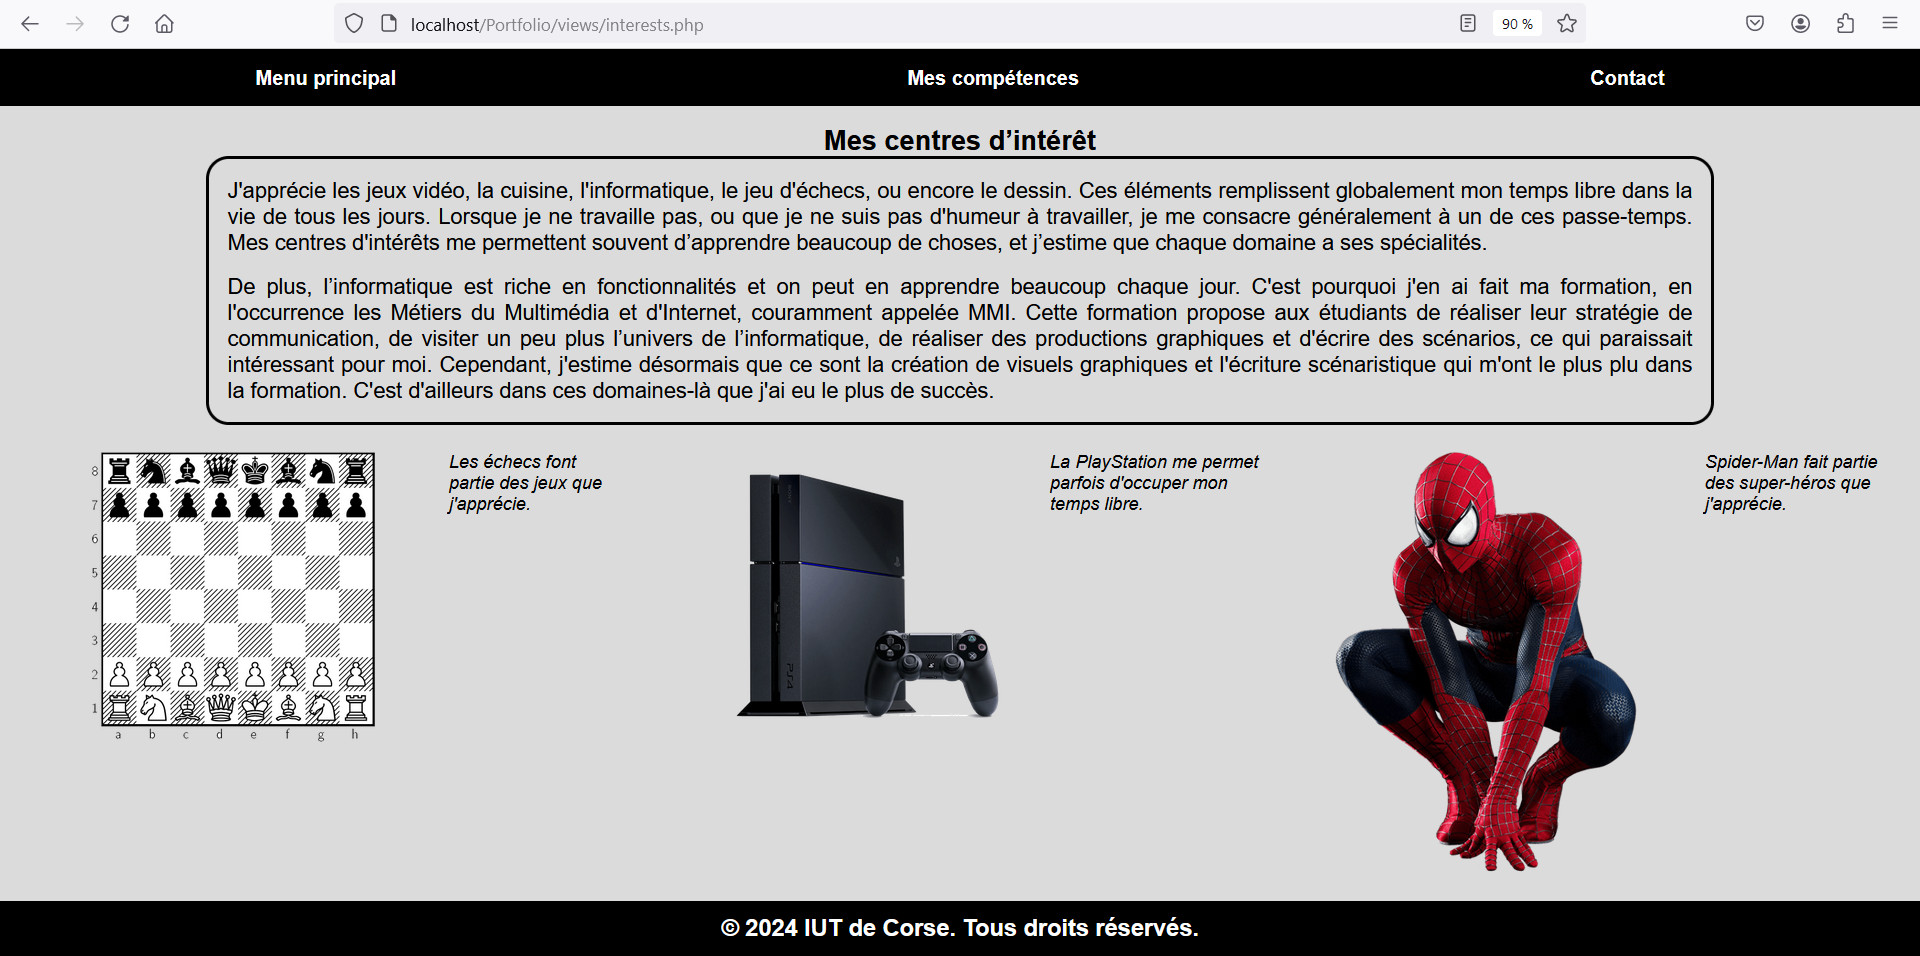 localhost/Portfolio/views/interests.php
90 %
Menu principal
Mes compétences
Contact
Mes centres d’intérêt
J'apprécie les jeux vidéo, la cuisine, l'informatique, le jeu d'échecs, ou encore le dessin. Ces éléments remplissent globalement mon temps libre dans la
vie de tous les jours. Lorsque je ne travaille pas, ou que je ne suis pas d'humeur à travailler, je me consacre généralement à un de ces passe-temps.
Mes centres d'intérêts me permettent souvent d’apprendre beaucoup de choses, et j’estime que chaque domaine a ses spécialités.
De plus, l’informatique est riche en fonctionnalités et on peut en apprendre beaucoup chaque jour. C'est pourquoi j'en ai fait ma formation, en
l'occurrence les Métiers du Multimédia et d'Internet, couramment appelée MMI. Cette formation propose aux étudiants de réaliser leur stratégie de
communication, de visiter un peu plus l’univers de l’informatique, de réaliser des productions graphiques et d'écrire des scénarios, ce qui paraissait
intéressant pour moi. Cependant, j'estime désormais que ce sont la création de visuels graphiques et l'écriture scénaristique qui m'ont le plus plu dans
la formation. C'est d'ailleurs dans ces domaines-là que j'ai eu le plus de succès.
8
7
6
5
4
3
2
1
a b c d e f g h
Les échecs font
partie des jeux que
j'apprécie.
PS4
La PlayStation me permet
parfois d'occuper mon
temps libre.
Spider-Man fait partie
des super-héros que
j'apprécie.
© 2024 IUT de Corse. Tous droits réservés.